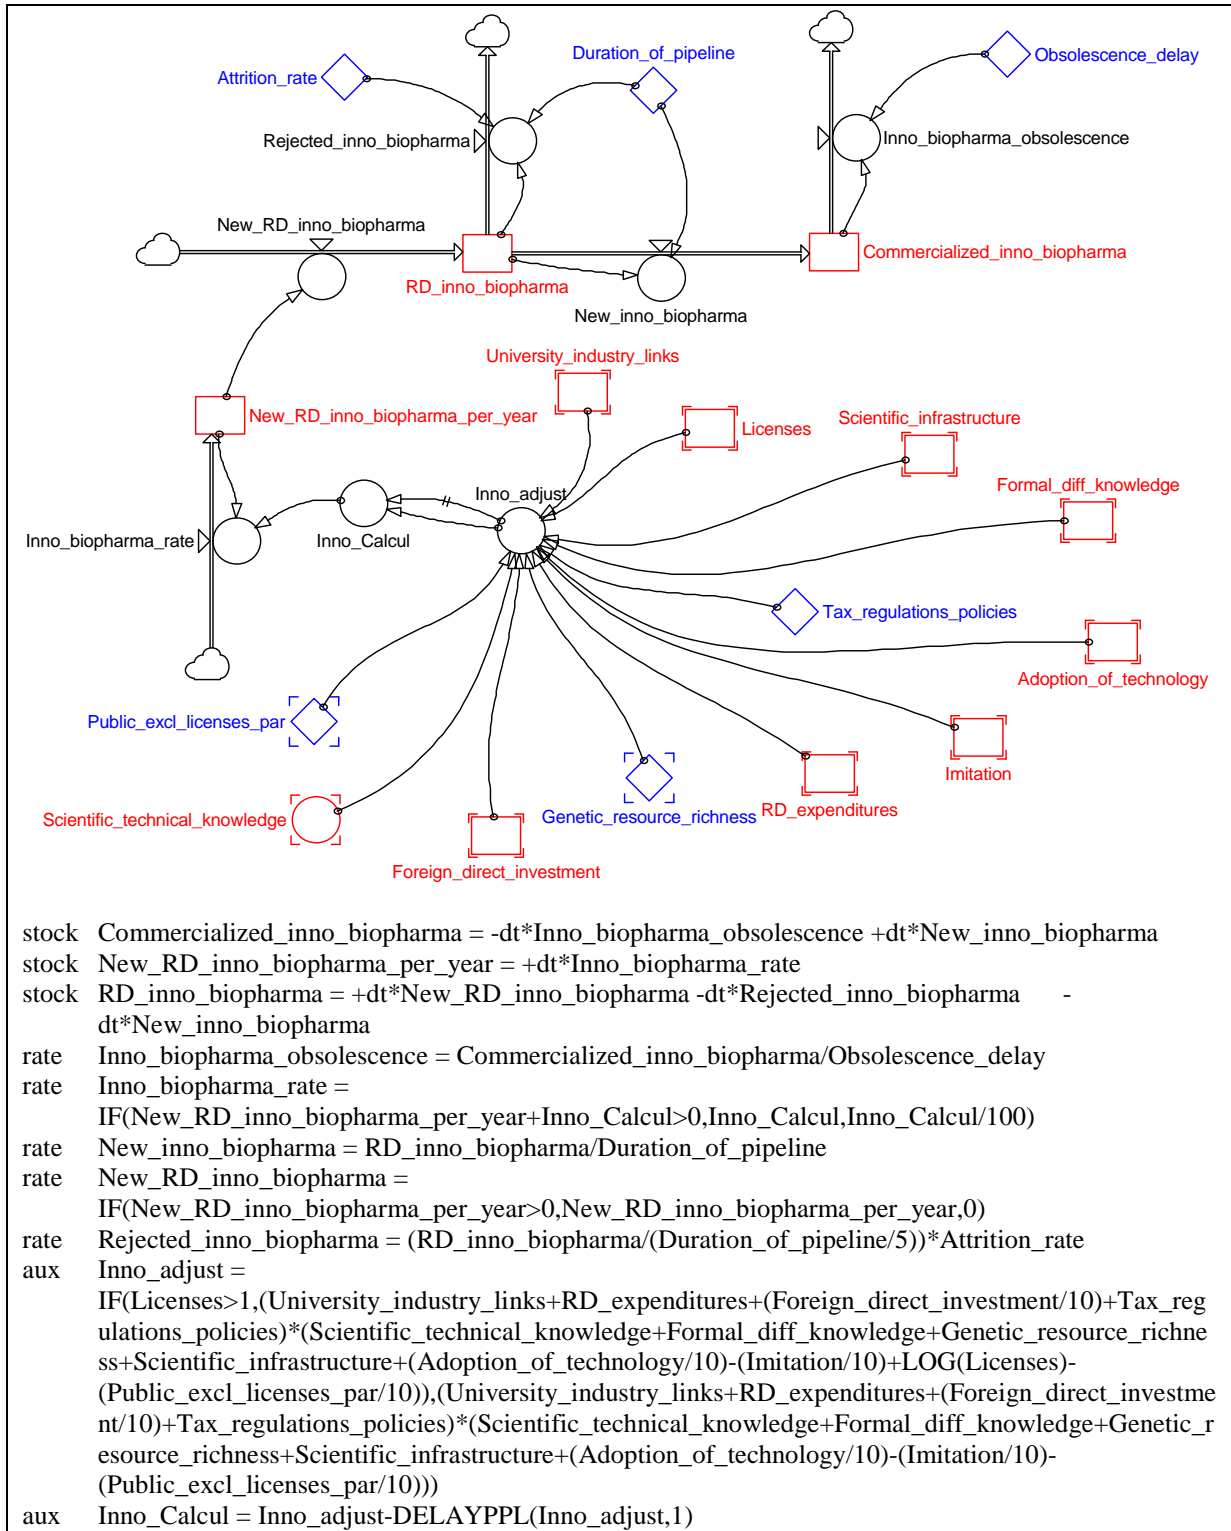 Duration_of_pipeline
Attrition_rate
Obsolescence_delay
Rejected_inno_biopharma
Inno_biopharma_obsolescence
New_RD_inno_biopharma
Commercialized_inno_biopharma
RD_inno_biopharma
New_inno_biopharma
University_industry_links
New_RD_inno_biopharma_per_year
Licenses
Scientific_infrastructure
Formal_diff_knowledge
Inno_adjust
Inno_biopharma_rate
Inno_Calcul
Tax_regulations_policies
Adoption_of_technology
Public_excl_licenses_par
Imitation
Scientific_technical_knowledge
Genetic_resource_richness
RD_expenditures
Foreign_direct_investment
stock Commercialized_inno_biopharma = -dt*Inno_biopharma_obsolescence +dt*New_inno_biopharma
stock New_RD_inno_biopharma_per_year = +dt*Inno_biopharma_rate
stock RD_inno_biopharma = +dt*New_RD_inno_biopharma -dt*Rejected_inno_biopharma -
dt*New_inno_biopharma
rate Inno_biopharma_obsolescence = Commercialized_inno_biopharma/Obsolescence_delay
rate Inno_biopharma_rate =
IF(New_RD_inno_biopharma_per_year+Inno_Calcul>0,Inno_Calcul,Inno_Calcul/100)
rate New_inno_biopharma = RD_inno_biopharma/Duration_of_pipeline
rate New_RD_inno_biopharma =
IF(New_RD_inno_biopharma_per_year>0,New_RD_inno_biopharma_per_year,0)
rate Rejected_inno_biopharma = (RD_inno_biopharma/(Duration_of_pipeline/5))*Attrition_rate
aux Inno_adjust =
IF(Licenses>1,(University_industry_links+RD_expenditures+(Foreign_direct_investment/10)+Tax_reg
ulations_policies)*(Scientific_technical_knowledge+Formal_diff_knowledge+Genetic_resource_richne
ss+Scientific_infrastructure+(Adoption_of_technology/10)-(Imitation/10)+LOG(Licenses)-
(Public_excl_licenses_par/10)),(University_industry_links+RD_expenditures+(Foreign_direct_investme
nt/10)+Tax_regulations_policies)*(Scientific_technical_knowledge+Formal_diff_knowledge+Genetic_r
esource_richness+Scientific_infrastructure+(Adoption_of_technology/10)-(Imitation/10)-
(Public_excl_licenses_par/10)))
aux Inno_Calcul = Inno_adjust-DELAYPPL(Inno_adjust,1)